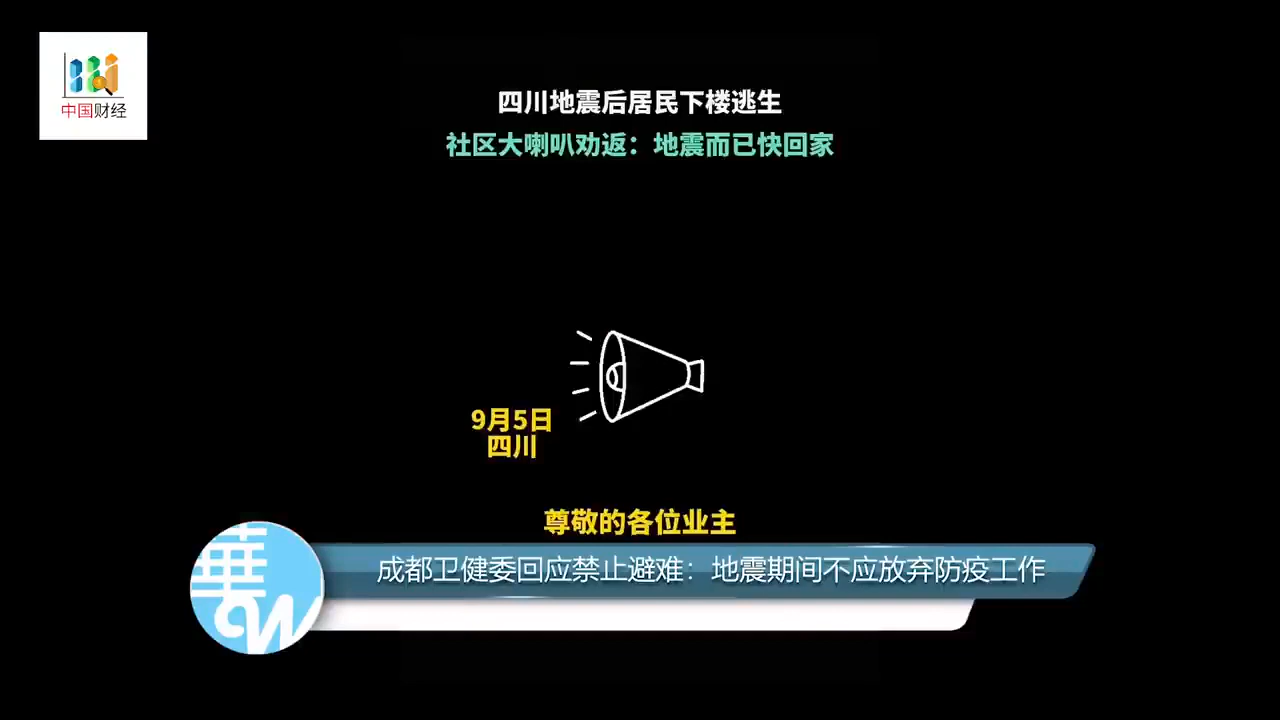 中国财经
四川地震后居民下楼逃生
社区大喇叭劝返：地震而已快回家
9月5日
四川
尊敬的各位业主
華
cw
成都卫健委回应禁止避难：地震期间不应放弃防疫工作